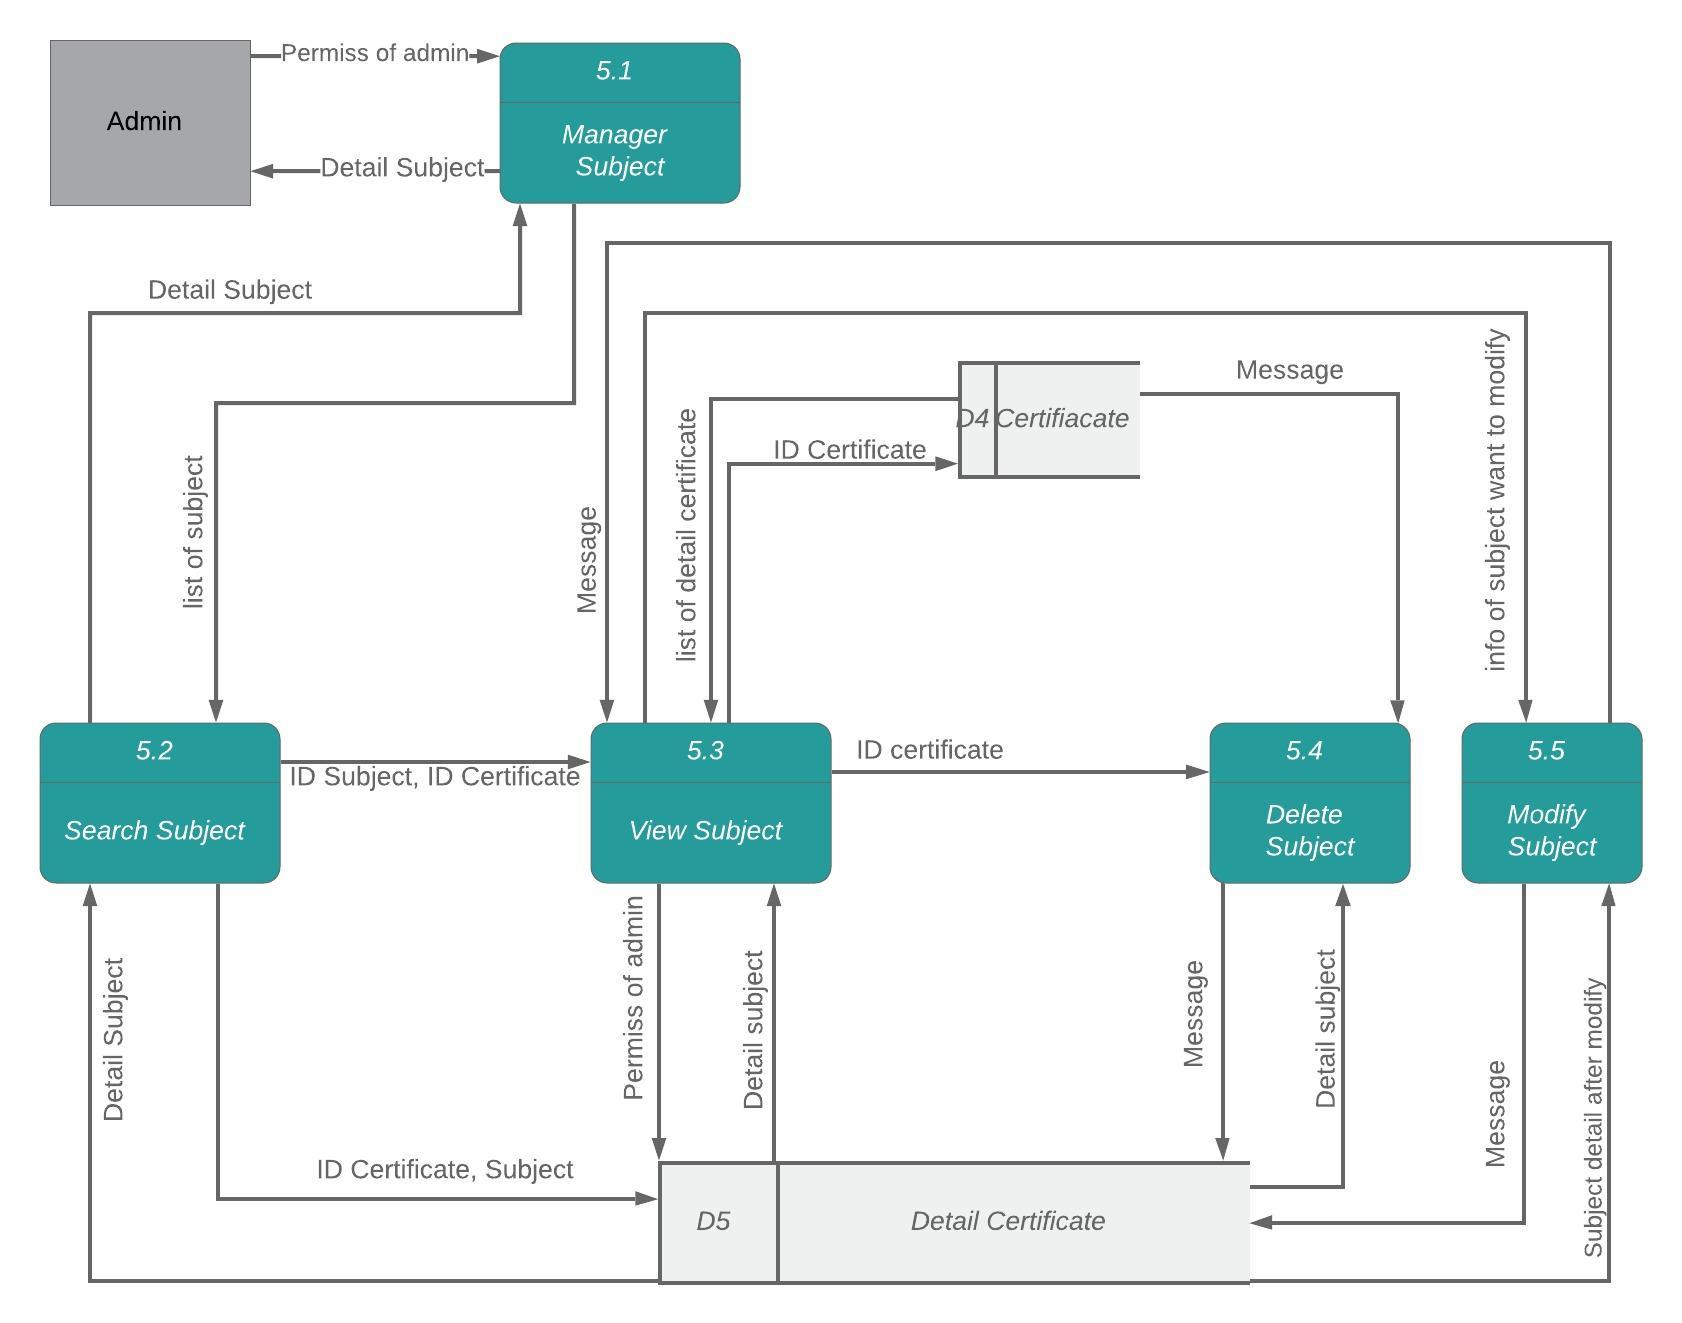 Permiss of admin
5.1
Admin
Manager
Subject
Detail Subject
Detail Subject
list of subject
Message
list of detail certificate
ID Certificate
D4 Certifiacate
Message
info of subject want to modify
5.2
Search Subject
ID Subject, ID Certificate
5.3
View Subject
ID certificate
5.4
Delete
Subject
5.5
Modify
Subject
Detail Subject
ID Certificate, Subject
Permiss of admin
Detail subject
Message
Detail subject
Message
Subject detail after modify
D5
Detail Certificate